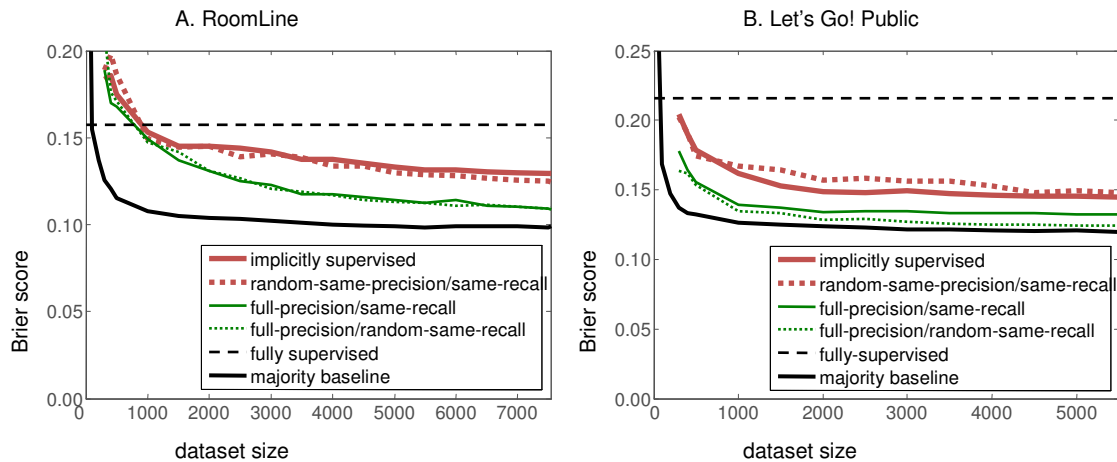 A. RoomLine
0.20
0.15
0.10
0.05
0.00
0 1000 2000 3000 4000 5000 6000 7000
Brier score
dataset size
implicitly supervised
random-same-precision/same-recall
full-precision/same-recall
full-precision/random-same-recall
fully supervised
majority baseline
B. Let's Go! Public
0.25
0.20
0.15
0.10
0.05
0.00
0 1000 2000 3000 4000 5000
Brier score
dataset size
implicitly supervised
random-same-precision/same-recall
full-precision/same-recall
full-precision/random-same-recall
fully-supervised
majority baseline